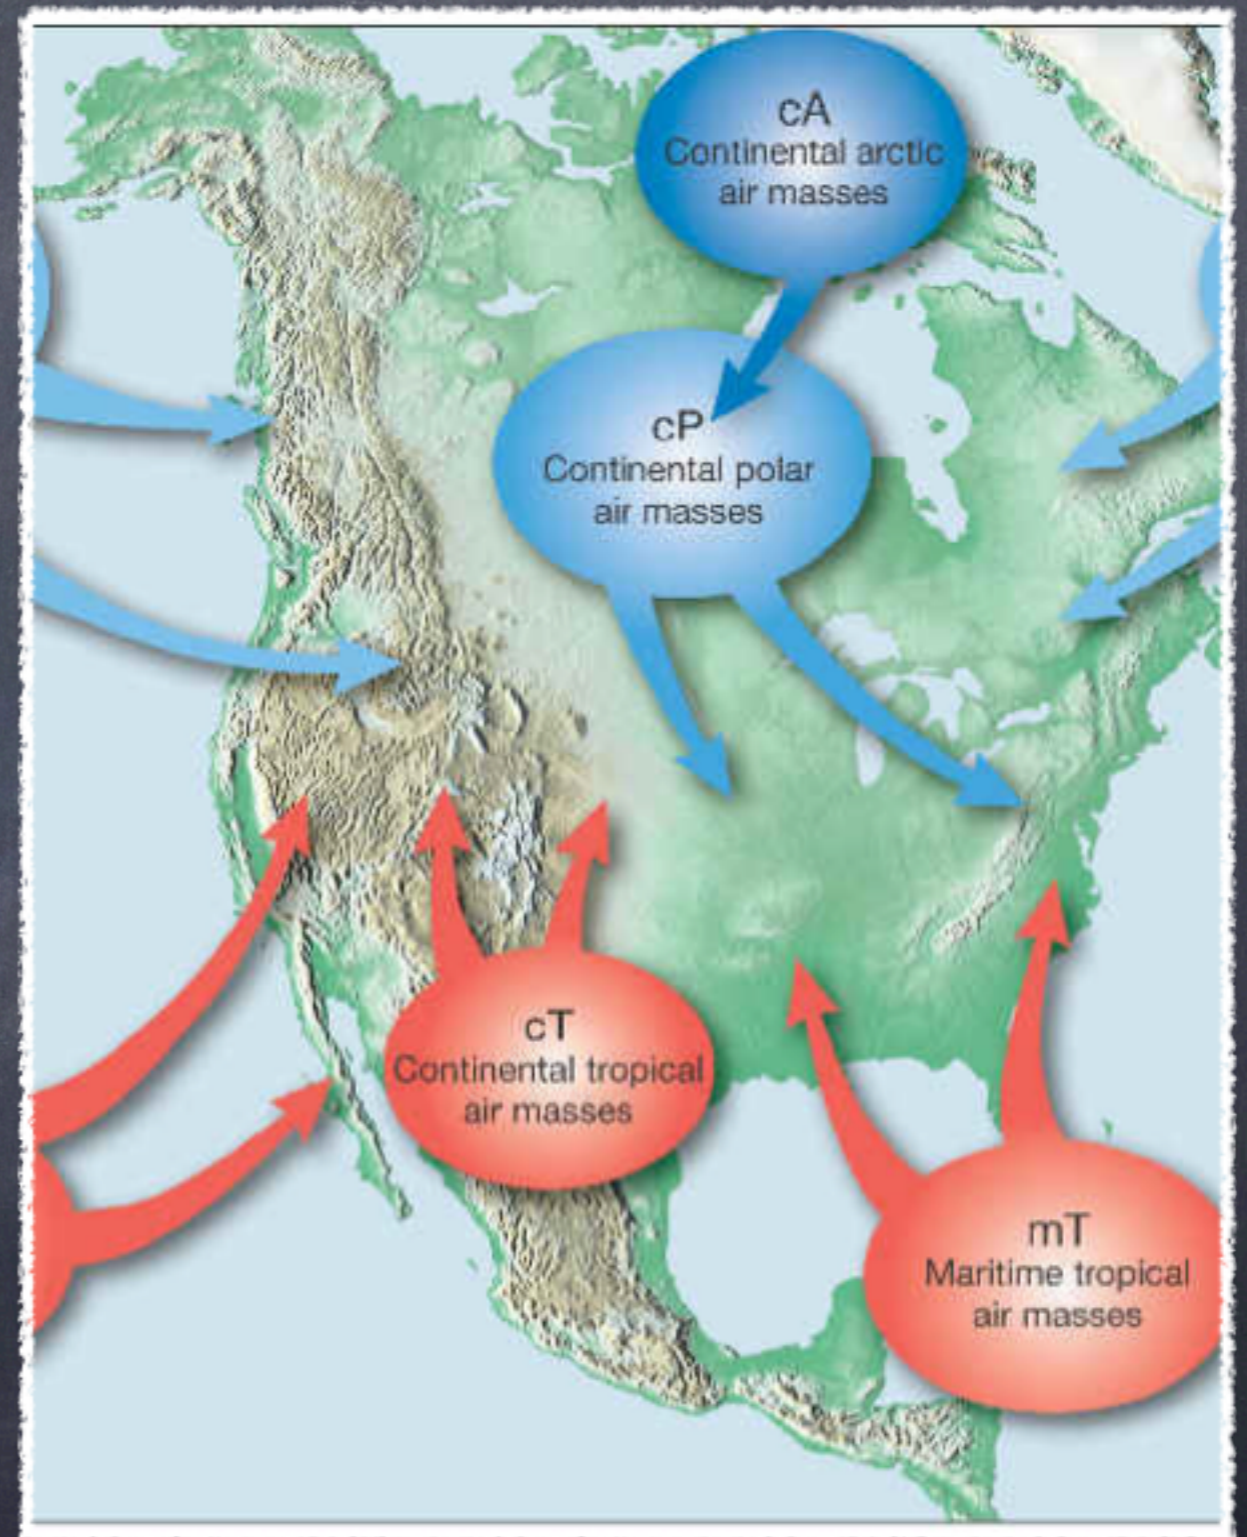 cA
Continental arctic
air masses
cP
Continental polar
air masses
cT
Continental tropical
air masses
mT
Maritime tropical
air masses